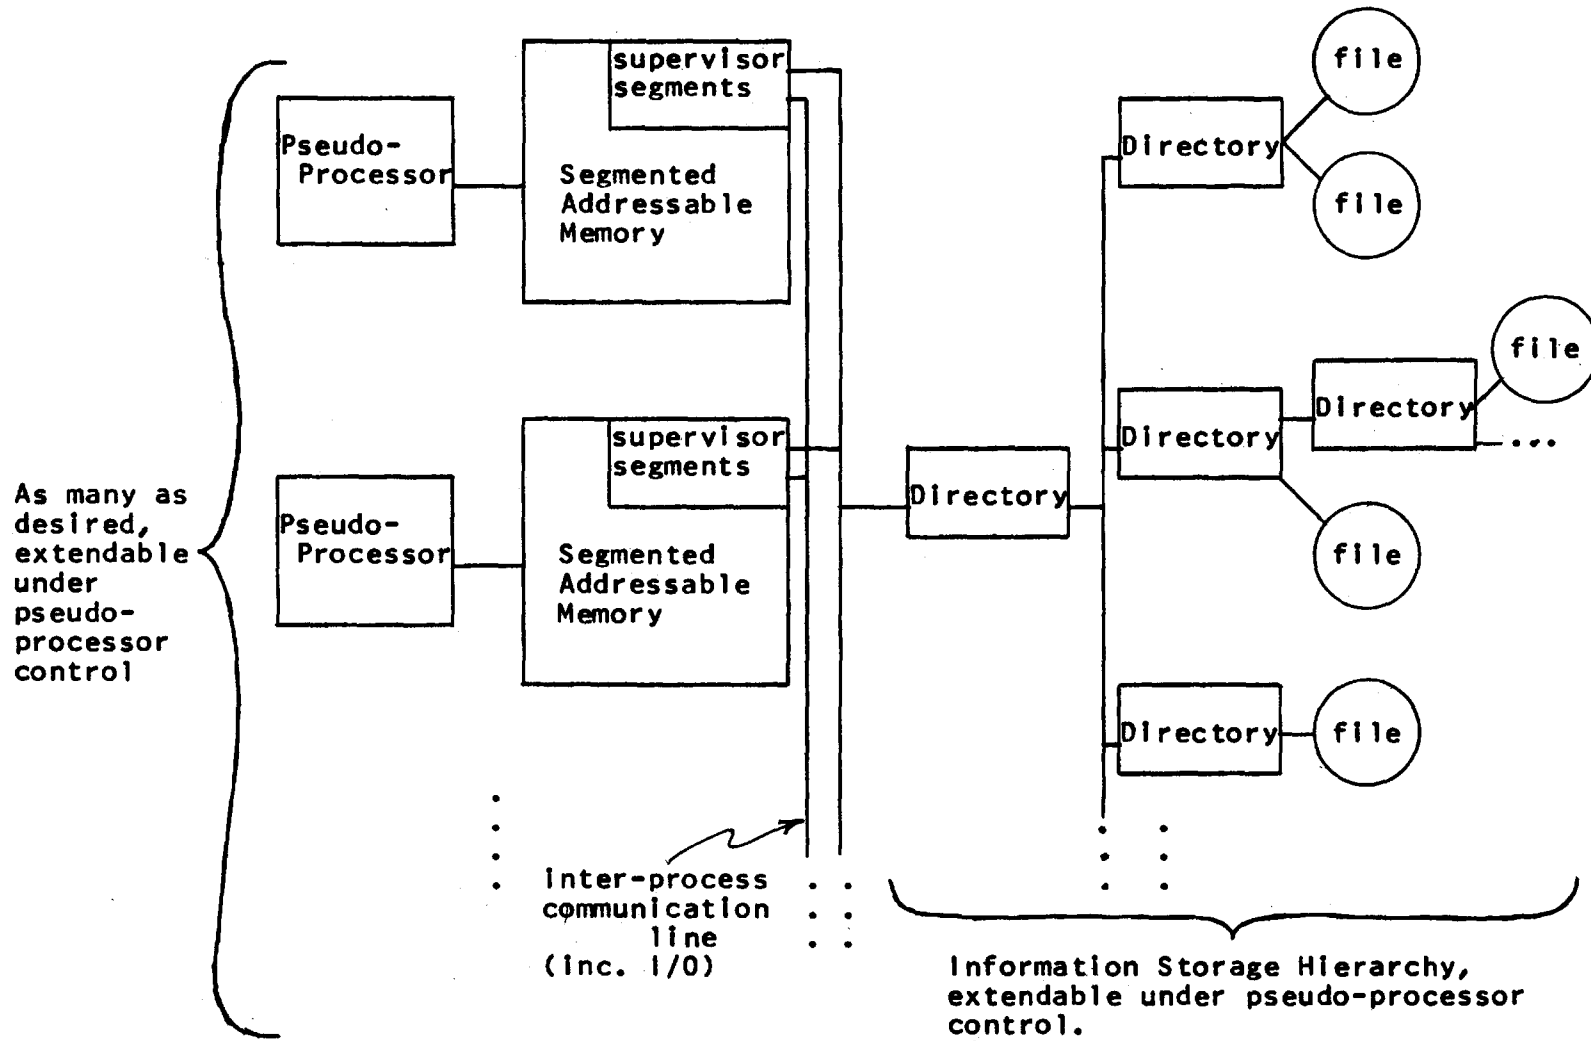 As many as
desired,
extendable
under
pseudo-
processor
control
Pseudo-
Processor
supervisor
segments
Segmented
Addressable
Memory
Pseudo-
Processor
supervisor
segments
Segmented
Addressable
Memory
inter-process
communication
line
(inc. I/O)
Directory
Directory
file
file
Directory
Directory
file
...
file
Directory
file
Information Storage Hierarchy,
extendable under pseudo-processor
control.